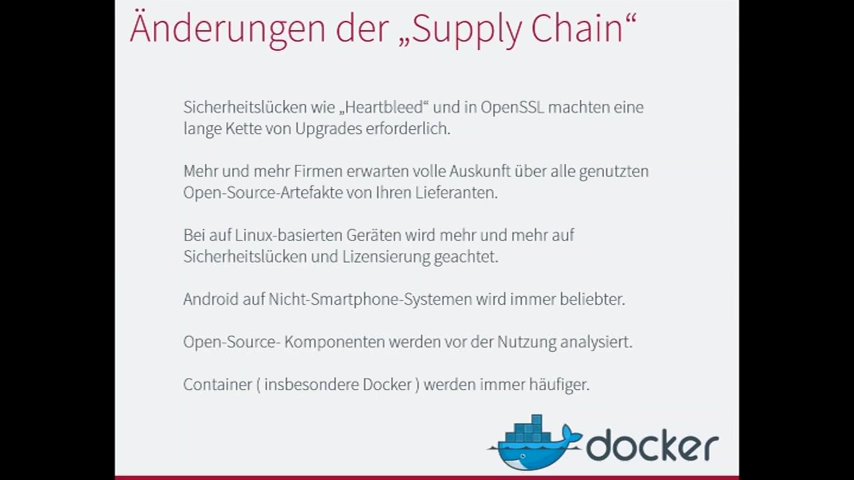 Änderungen der „Supply Chain“
Sicherheitslücken wie „Heartbleed“ und in OpenSSL machten eine
lange Kette von Upgrades erforderlich.
Mehr und mehr Firmen erwarten volle Auskunft über alle genutzten
Open-Source-Artefakte von Ihren Lieferanten.
Bei auf Linux-basierten Geräten wird mehr und mehr auf
Sicherheitslücken und Lizensierung geachtet.
Android auf Nicht-Smartphone-Systemen wird immer beliebter.
Open-Source- Komponenten werden vor der Nutzung analysiert.
Container ( insbesondere Docker ) werden immer häufiger.
docker